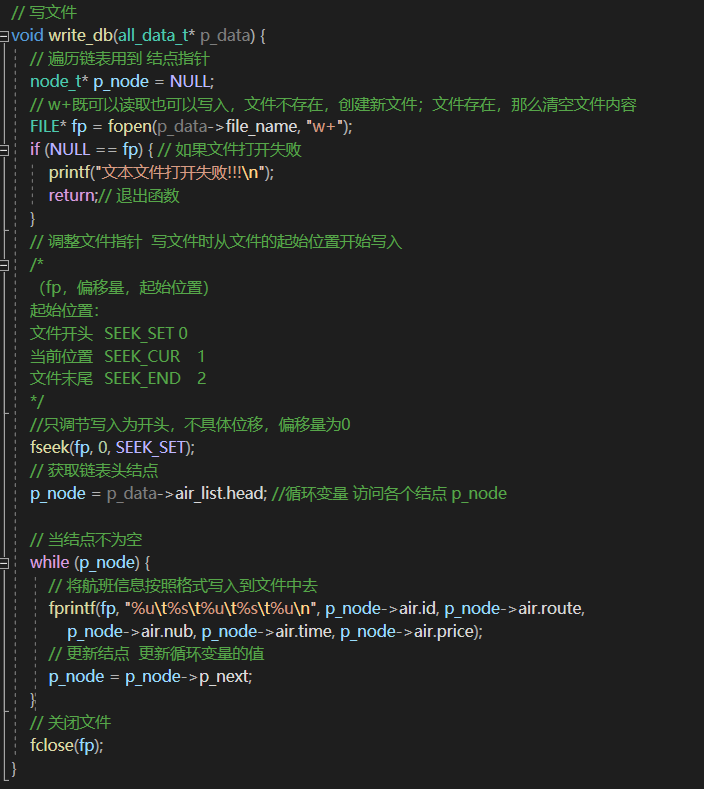 // 写文件
void write_db(all_data_t* p_data) {
// 遍历链表用到 结点指针
node_t* p_node = NULL;
// w+既可以读取也可以写入，文件不存在，创建新文件；文件存在，那么清空文件内容
FILE* fp = fopen(p_data->file_name, "w+");
if (NULL == fp) { // 如果文件打开失败
printf("文本文件打开失败!!!\n");
return;// 退出函数
}
// 调整文件指针  写文件时从文件的起始位置开始写入
/*
（fp，偏移量，起始位置）
起始位置：
文件开头   SEEK_SET 0
当前位置   SEEK_CUR    1
文件末尾   SEEK_END    2
*/
//只调节写入为开头，不具体位移，偏移量为0
fseek(fp, 0, SEEK_SET);
// 获取链表头结点
p_node = p_data->air_list.head; //循环变量 访问各个结点 p_node
// 当结点不为空
while (p_node) {
// 将航班信息按照格式写入到文件中去
fprintf(fp, "%u\t%s\t%u\t%s\t%u\n", p_node->air.id, p_node->air.route,
p_node->air.nub, p_node->air.time, p_node->air.price);
// 更新结点  更新循环变量的值
p_node = p_node->p_next;
}
// 关闭文件
fclose(fp);
}